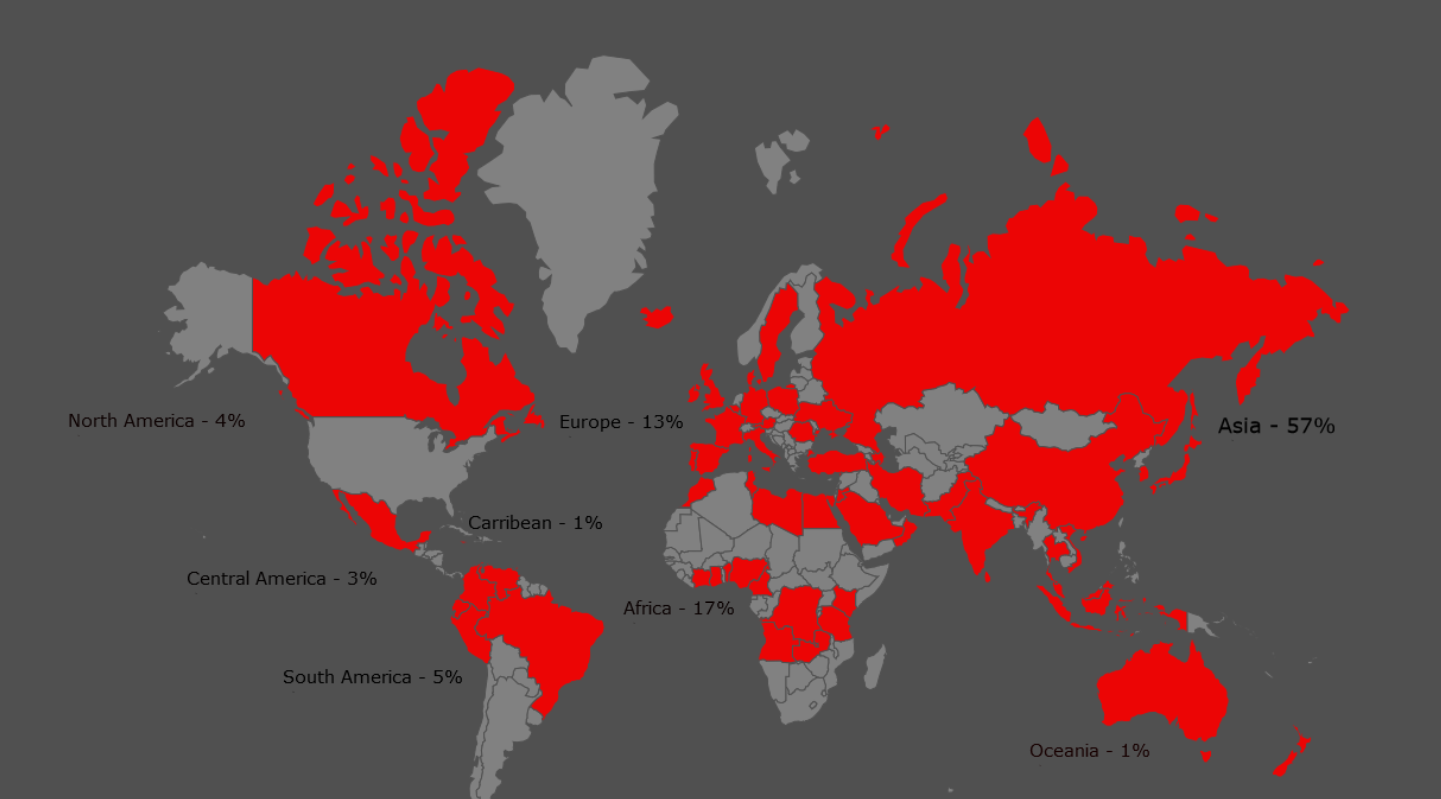 North America - 4%
Europe - 13%
Asia - 57%
Carribean - 1%
Central America - 3%
Africa - 17%
South America - 5%
Oceania - 1%